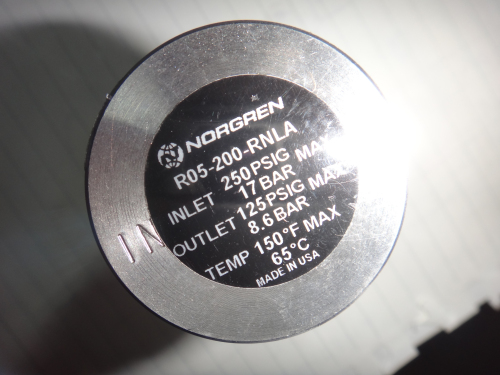 NORGREN
R05-200-RNLA
INLET 250 PSIG MAX
17 BAR
OUTLET 125 PSIG MAX
8.6 BAR
TEMP 150°F MAX
65°C
MADE IN USA
IN